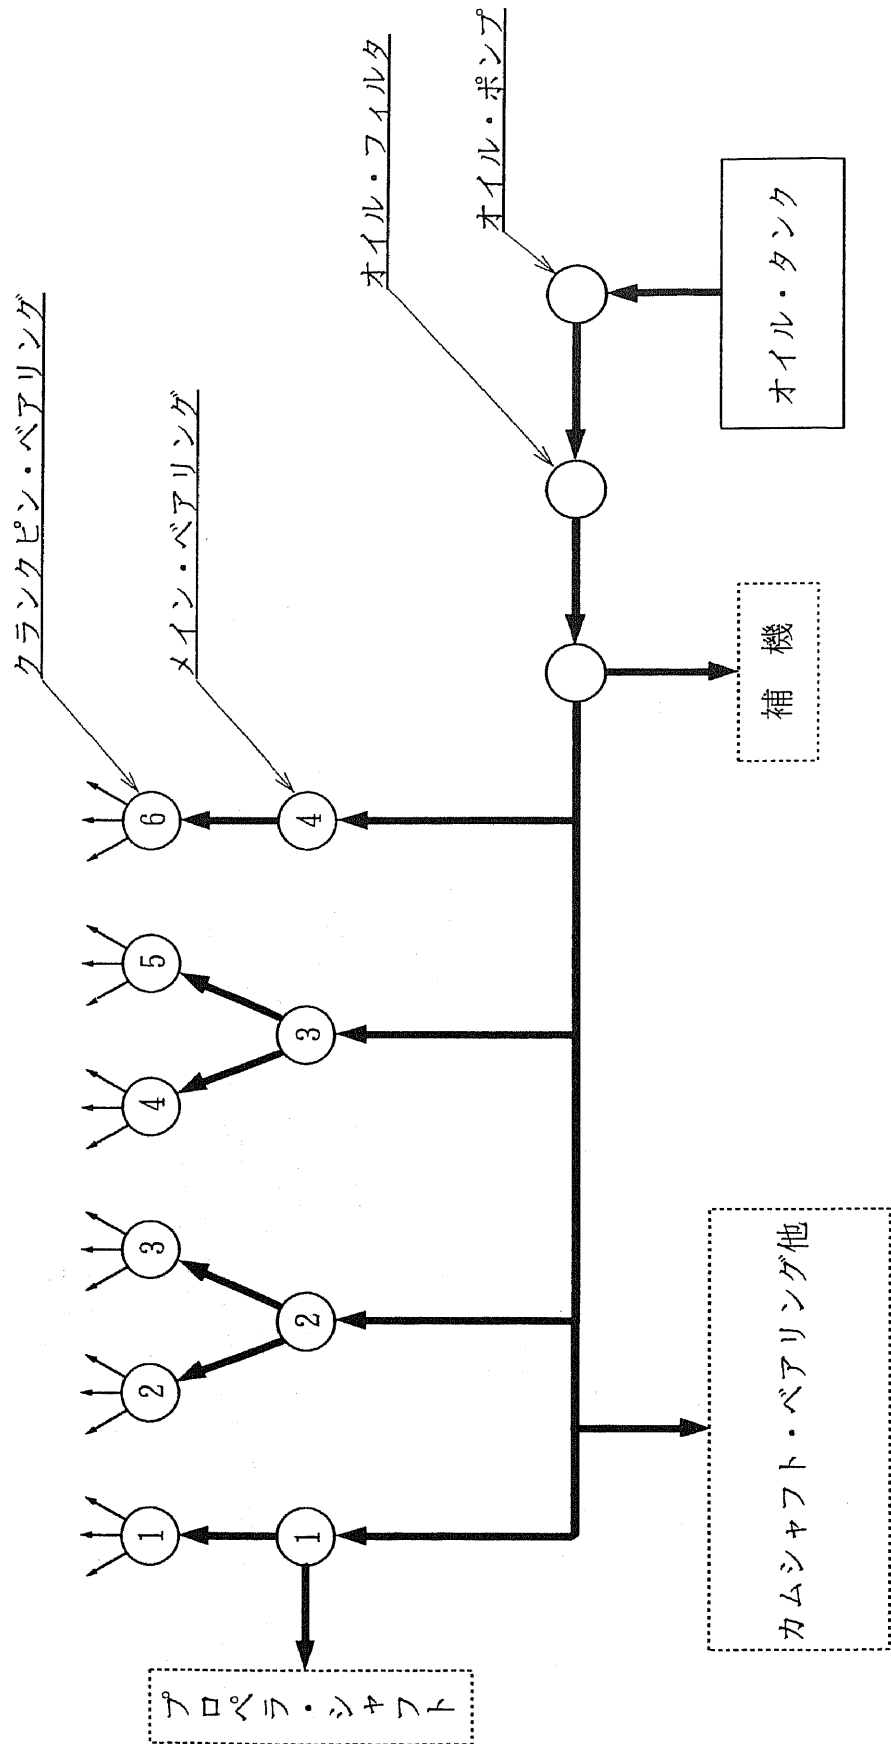 クランクピン・ベアリング
メイン・ベアリング
オイル・フィルタ
オイル・ポンプ
1
2
3
4
5
6
1
2
3
4
プロペラ・シャフト
カムシャフト・ベアリング他
補 機
オイル・タンク